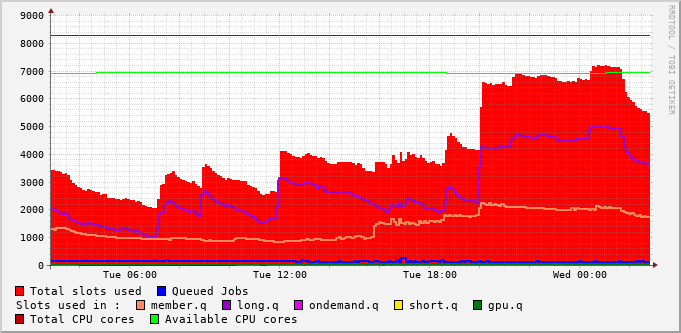 9000
8000
7000
6000
5000
4000
3000
2000
1000
0
Tue 06:00 Tue 12:00 Tue 18:00 Wed 00:00
RRDTOOL / TOBI OETIKER
Total slots used Queued Jobs
Slots used in : member.q long.q ondemand.q short.q gpu.q
Total CPU cores Available CPU cores